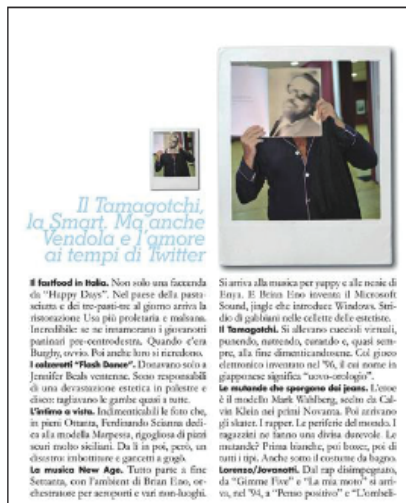 Il Tamagotchi,
la Smart. Ma anche
Vendola e l'amore
ai tempi di Twitter
Il fastfood in Italia. Non solo una faccenda
da "Happy Days". Nel paese della pasta-
sciutta e dei tre-pasti-tre al giorno arriva la
ristorazione Usa più proletaria e malsana.
Incredibile: se ne innamorano i giovanotti
paninari pre-centrodestra. Quando c'era
Burghy, ovvio. Poi anche loro si ricredono.
I calzerotti "Flash Dance". Donavano solo a
Jennifer Beals ventenne. Sono responsabili
di una devastazione estetica in palestre e
disco: tagliavano le gambe quasi a tutte.
L'intimo a vista. Indimenticabili le foto che,
in pieni Ottanta, Ferdinando Scianna dedi-
ca alla modella Marpessa, rigogliosa di pizzi
scuri molto siciliani. Da lì in poi, però, un
disastro: imbottiture e gancetti a gogò.
La musica New Age. Tutto parte a fine
Settanta, con l'ambient di Brian Eno, or-
chestratore per aeroporti e vari non-luoghi.
Si arriva alla musica per yuppy e alle nenie di
Enya. E Brian Eno inventa il Microsoft
Sound, jingle che introduce Windows. Stri-
dio di gabbiani nelle cellette delle estetiste.
Il Tamagotchi. Si allevano cuccioli virtuali,
punendo, nutrendo, curando e, quasi sem-
pre, alla fine dimenticandosene. Col gioco
elettronico inventato nel '96, il cui nome in
giapponese significa "uovo-orologio".
Le mutande che spergono dai jeans. L'eroe
è il modello Mark Wahlberg, scelto da Cal-
vin Klein nei primi Novanta. Poi arrivano
gli skater. I rapper. Le periferie del mondo. I
ragazzini ne fanno una divisa durevole. Le
mutande? Prima bianche, poi boxer, poi di
tutti i tipi. Anche sotto il costume da bagno.
Lorenzo/Jovanotti. Dal rap disimpegnato,
da "Gimme Five" e "La mia moto" si arri-
va, nel '94, a "Penso positivo" e "L'ombeli-